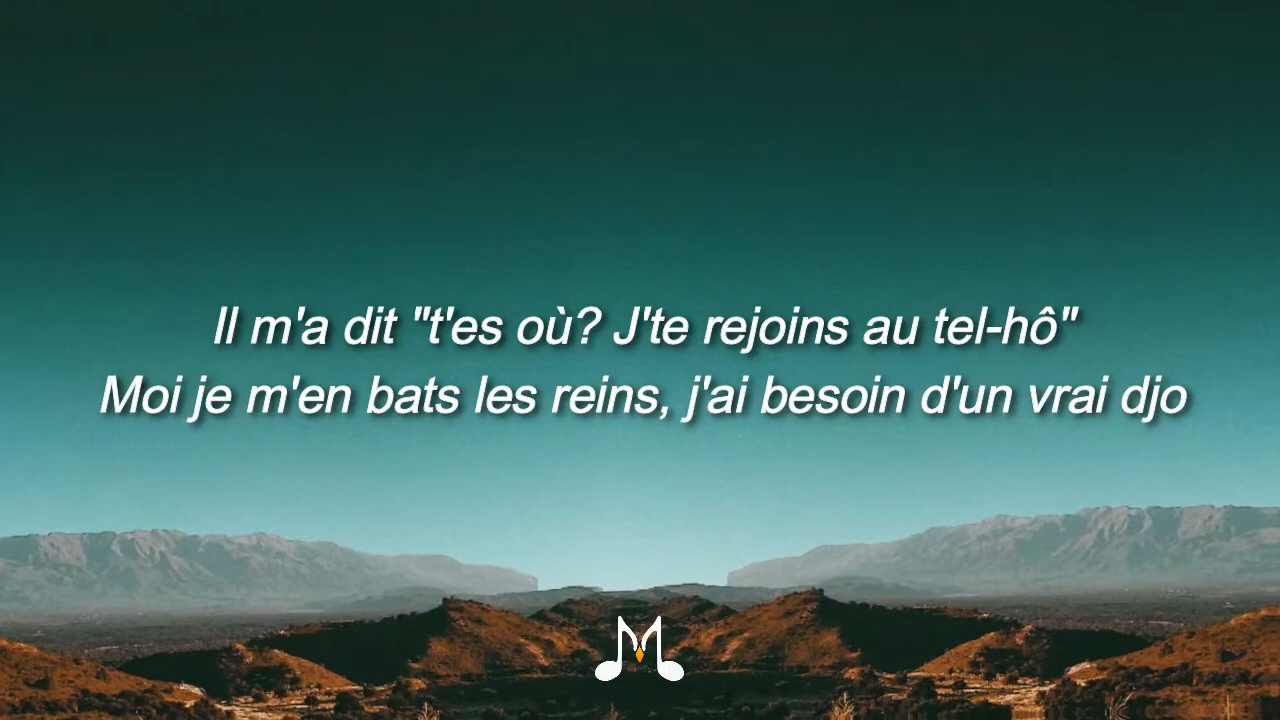 Il m'a dit "t'es où? J'te rejoins au tel-hô"
Moi je m'en bats les reins, j'ai besoin d'un vrai djo